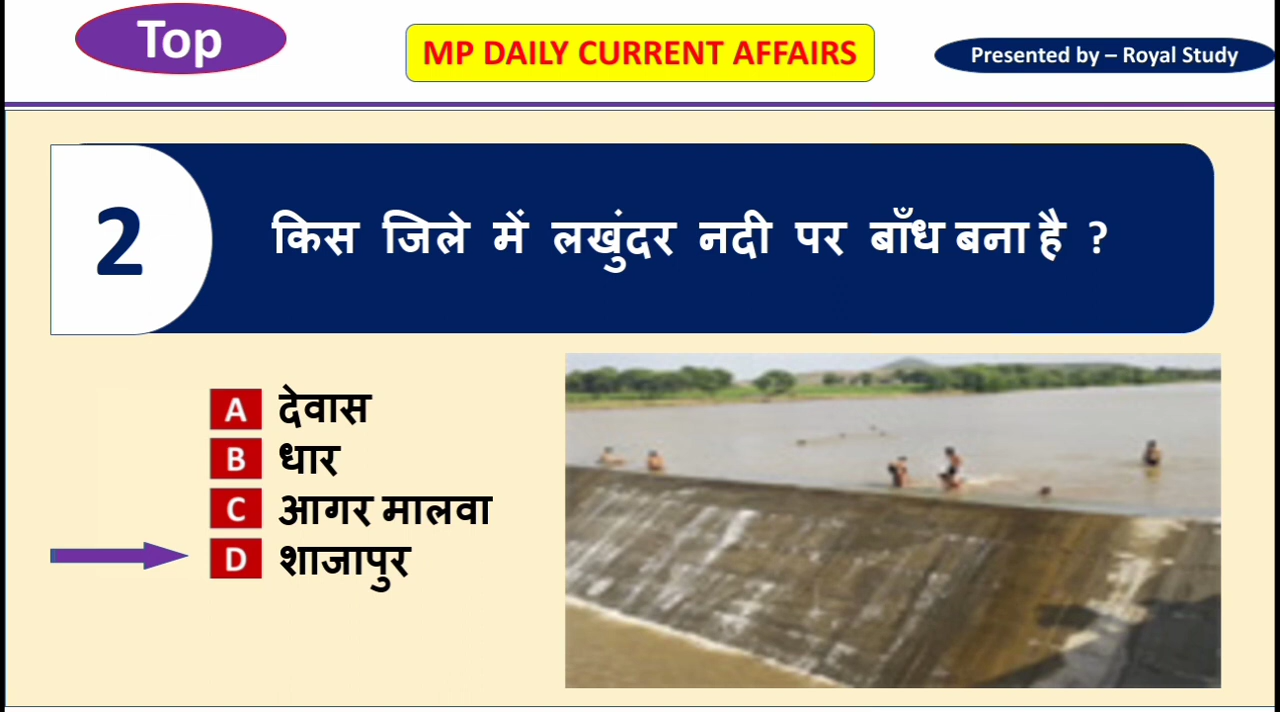 Top
MP DAILY CURRENT AFFAIRS
Presented by – Royal Study
2
किस जिले में लखुंदर नदी पर बाँध बना है ?
A देवास
B धार
C आगर मालवा
D शाजापुर